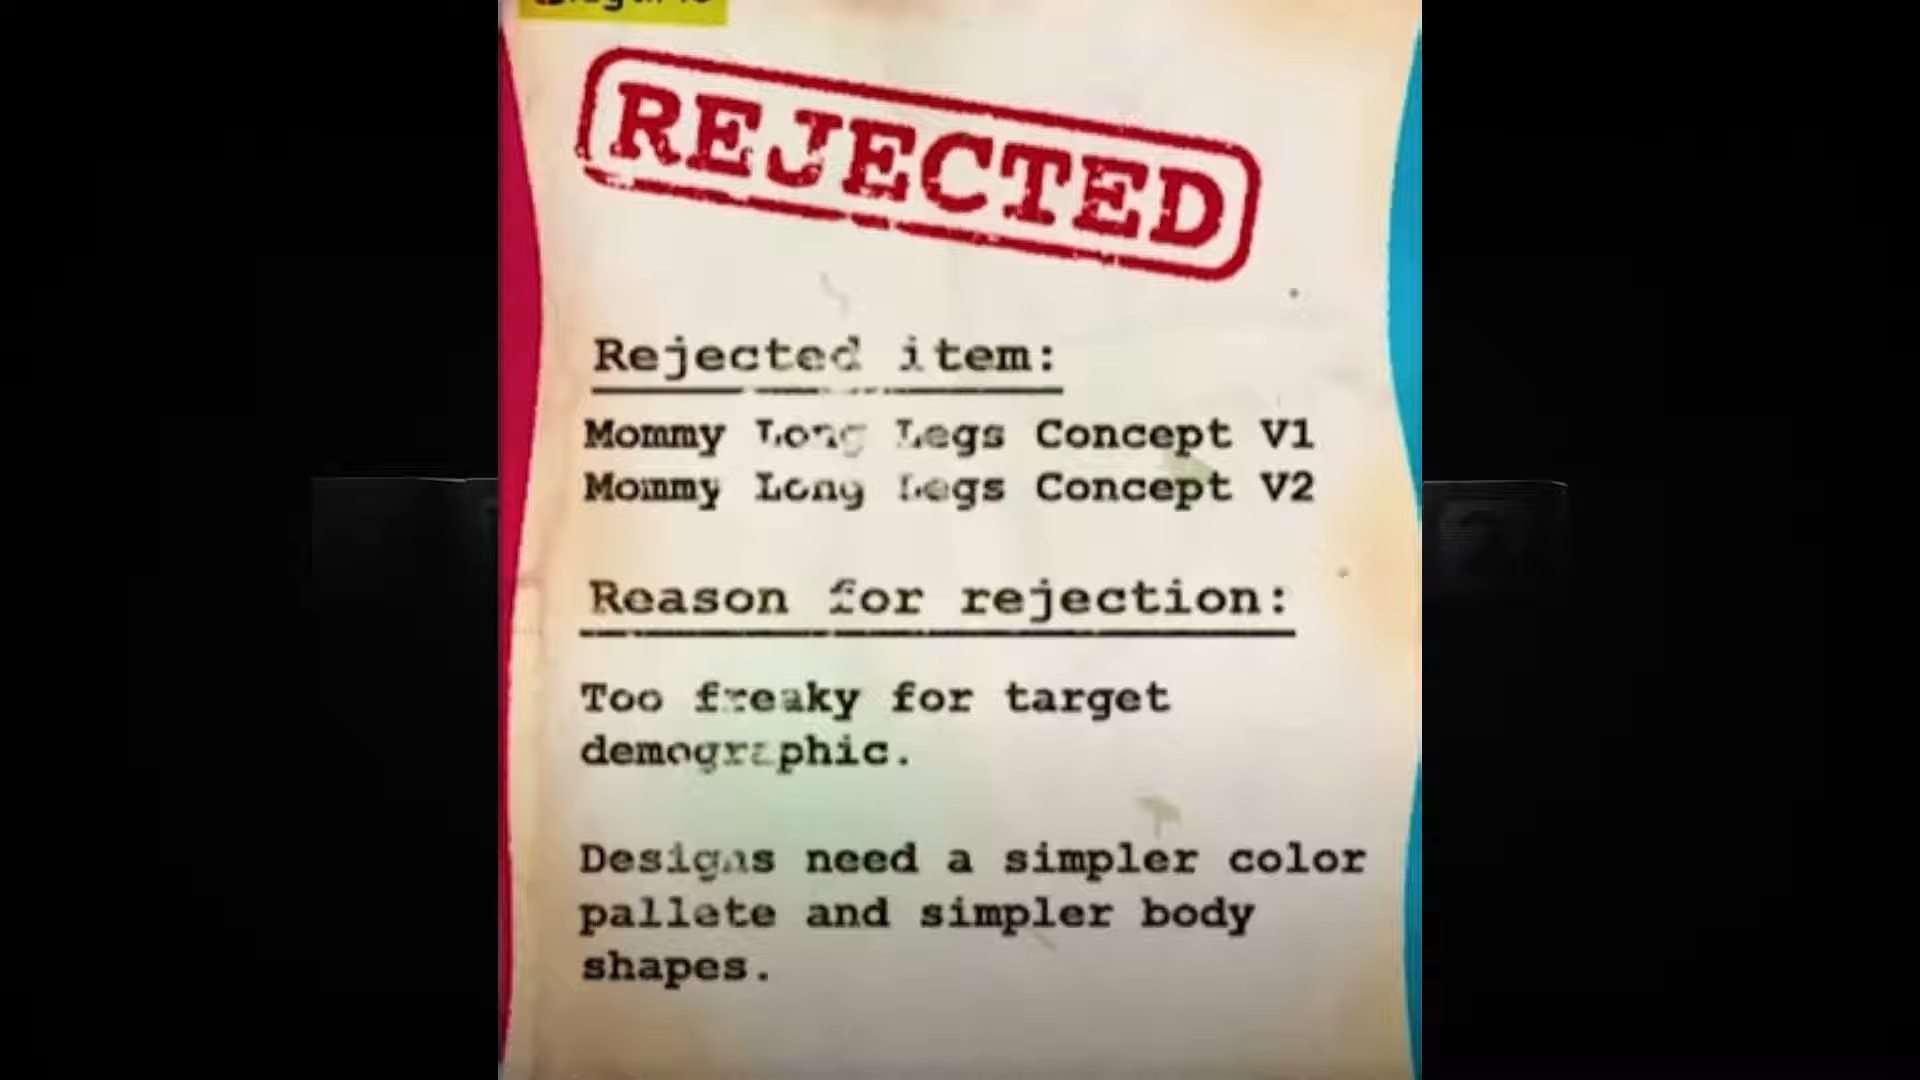 REJECTED
Rejected item:
Mommy Long Legs Concept V1
Mommy Long Legs Concept V2
Reason for rejection:
Too freaky for target
demographic.
Designs need a simpler color
pallete and simpler body
shapes.